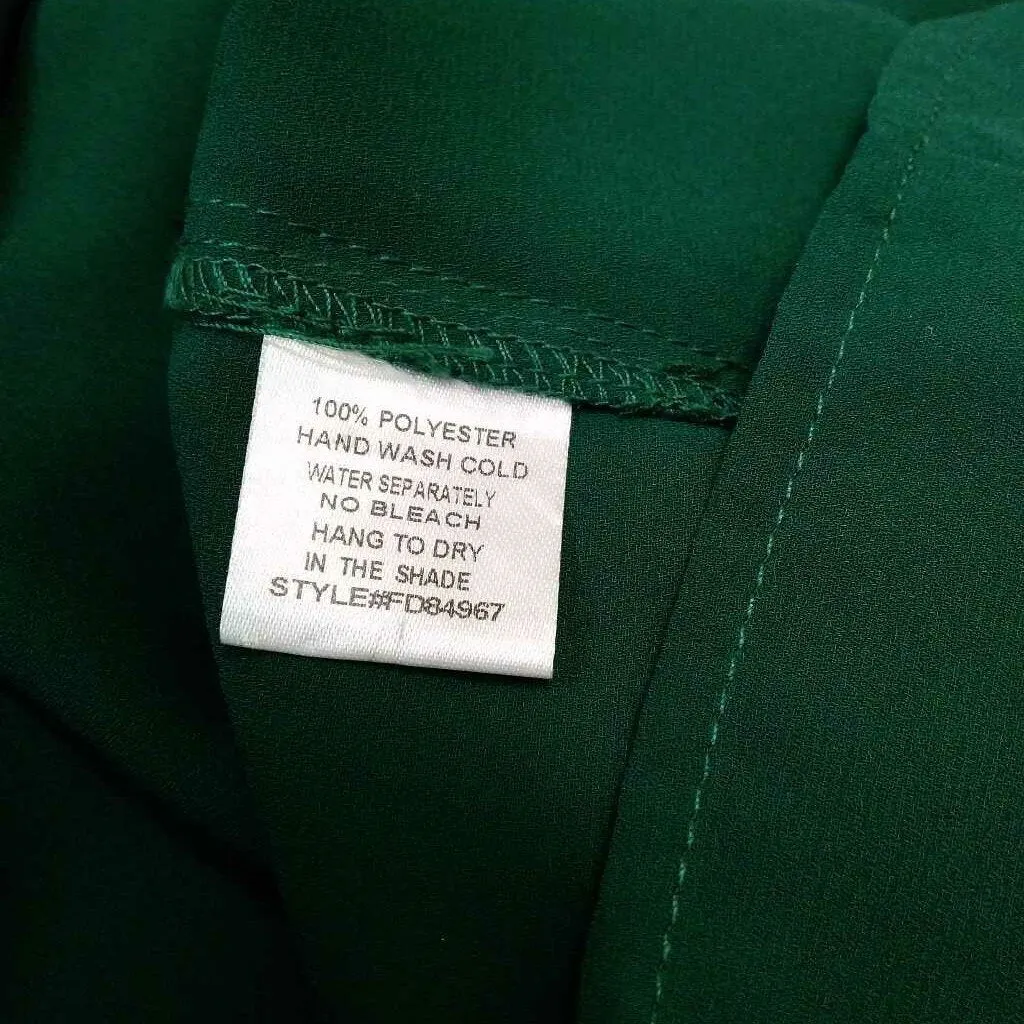 100% POLYESTER
HAND WASH COLD
WATER SEPARATELY
NO BLEACH
HANG TO DRY
IN THE SHADE
STYLE#FD84967